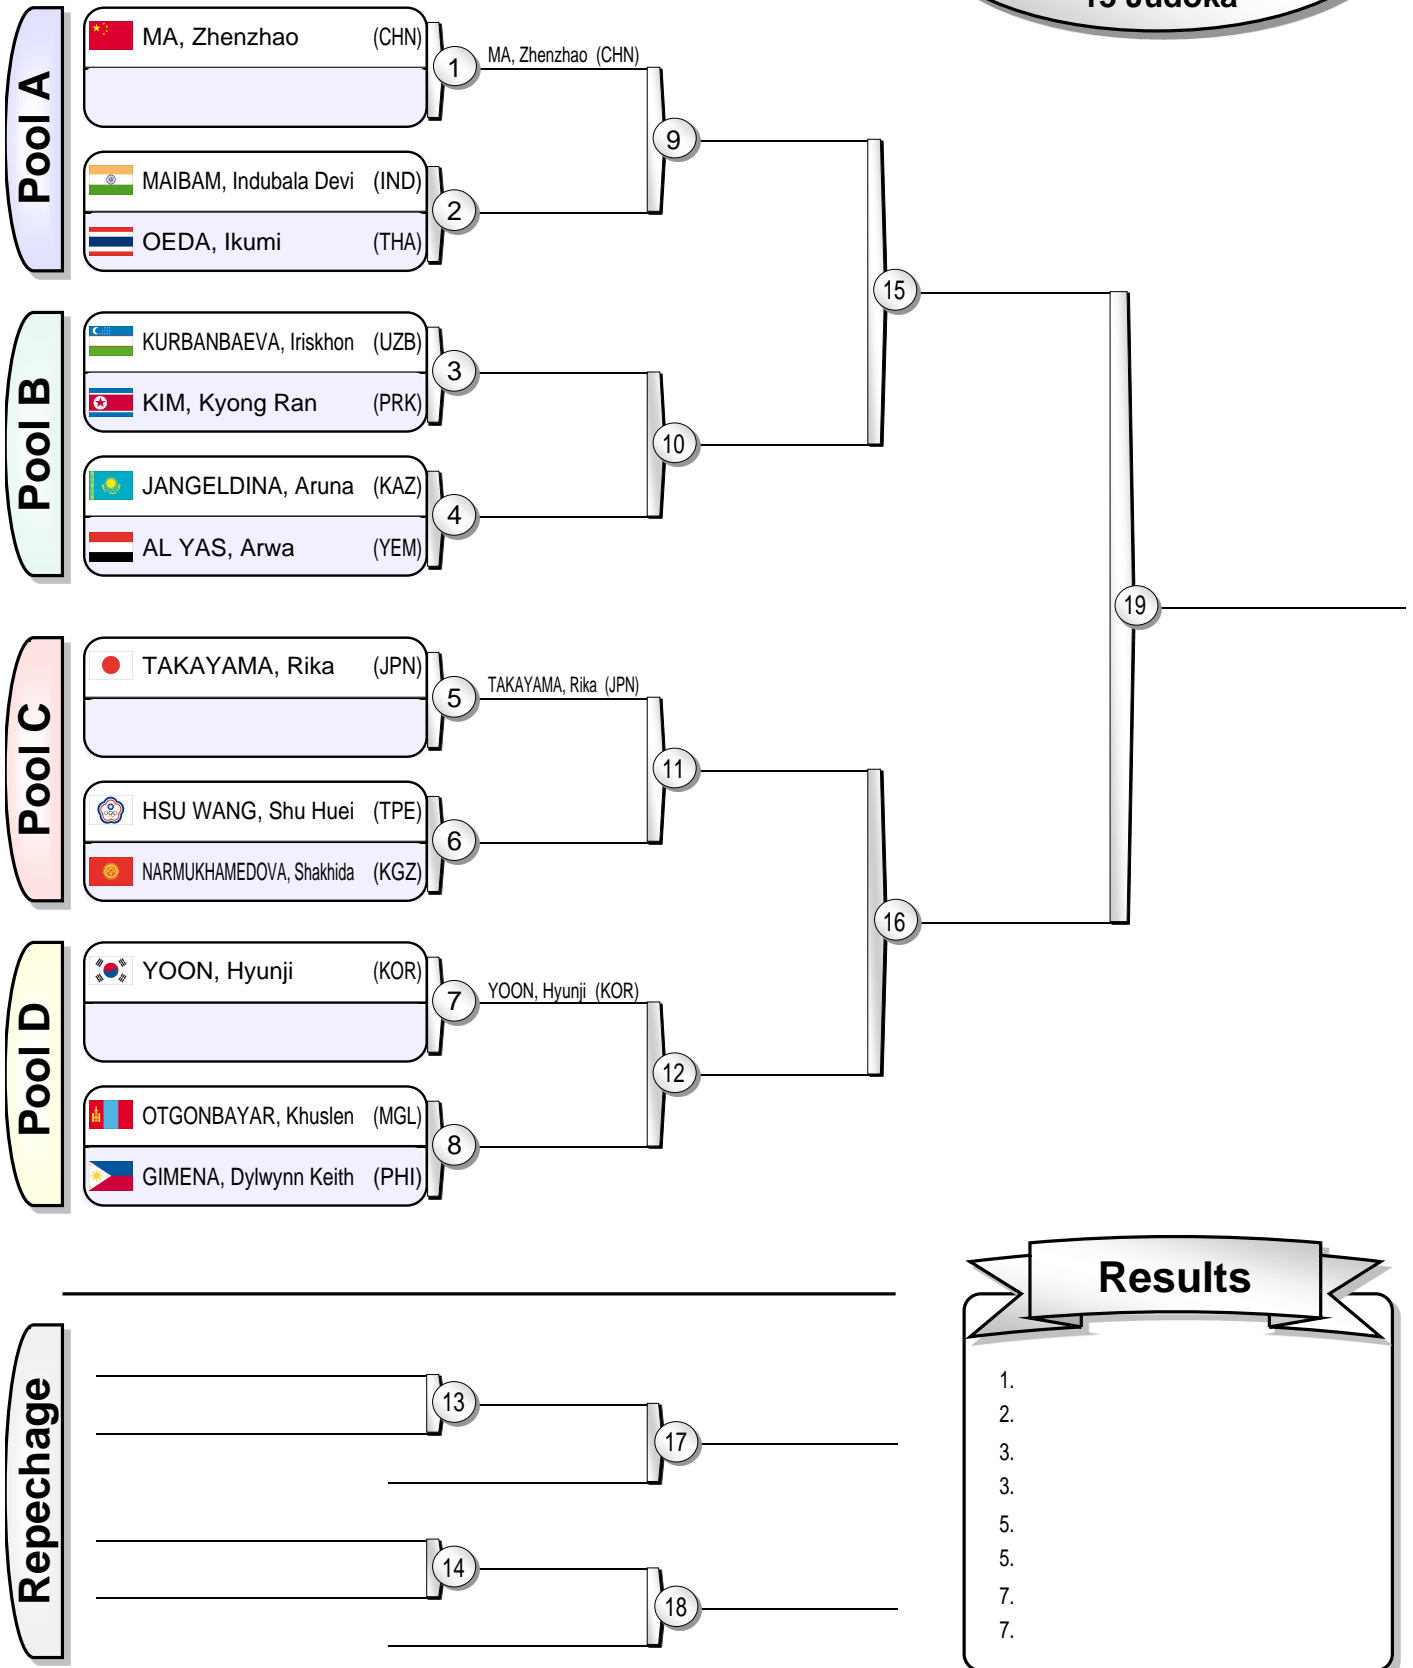 13 Judoka
Pool A
MA, Zhenzhao (CHN)
1
MA, Zhenzhao (CHN)
9
MAIBAM, Indubala Devi (IND)
2
OEDA, Ikumi (THA)
15
Pool B
KURBANBAEVA, Iriskhon (UZB)
3
KIM, Kyong Ran (PRK)
10
JANGELDINA, Aruna (KAZ)
4
AL YAS, Arwa (YEM)
19
Pool C
TAKAYAMA, Rika (JPN)
5
TAKAYAMA, Rika (JPN)
11
HSU WANG, Shu Huei (TPE)
6
NARMUKHAMEDOVA, Shakhida (KGZ)
16
Pool D
YOON, Hyunji (KOR)
7
YOON, Hyunji (KOR)
12
OTGONBAYAR, Khuslen (MGL)
8
GIMENA, Dylwynn Keith (PHI)
Repechage
13
17
14
18
Results
1.
2.
3.
3.
5.
5.
7.
7.